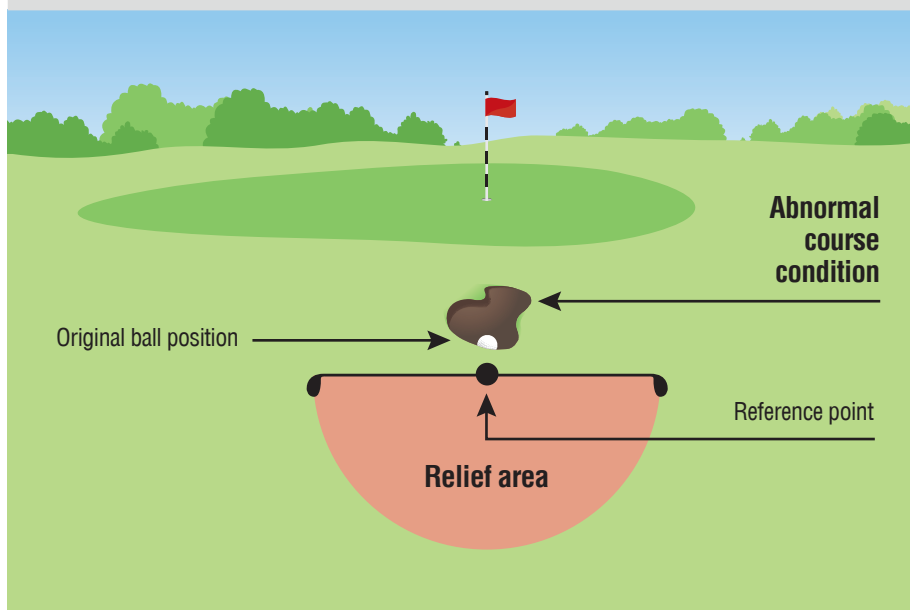 Abnormal
course
condition
Original ball position
Reference point
Relief area